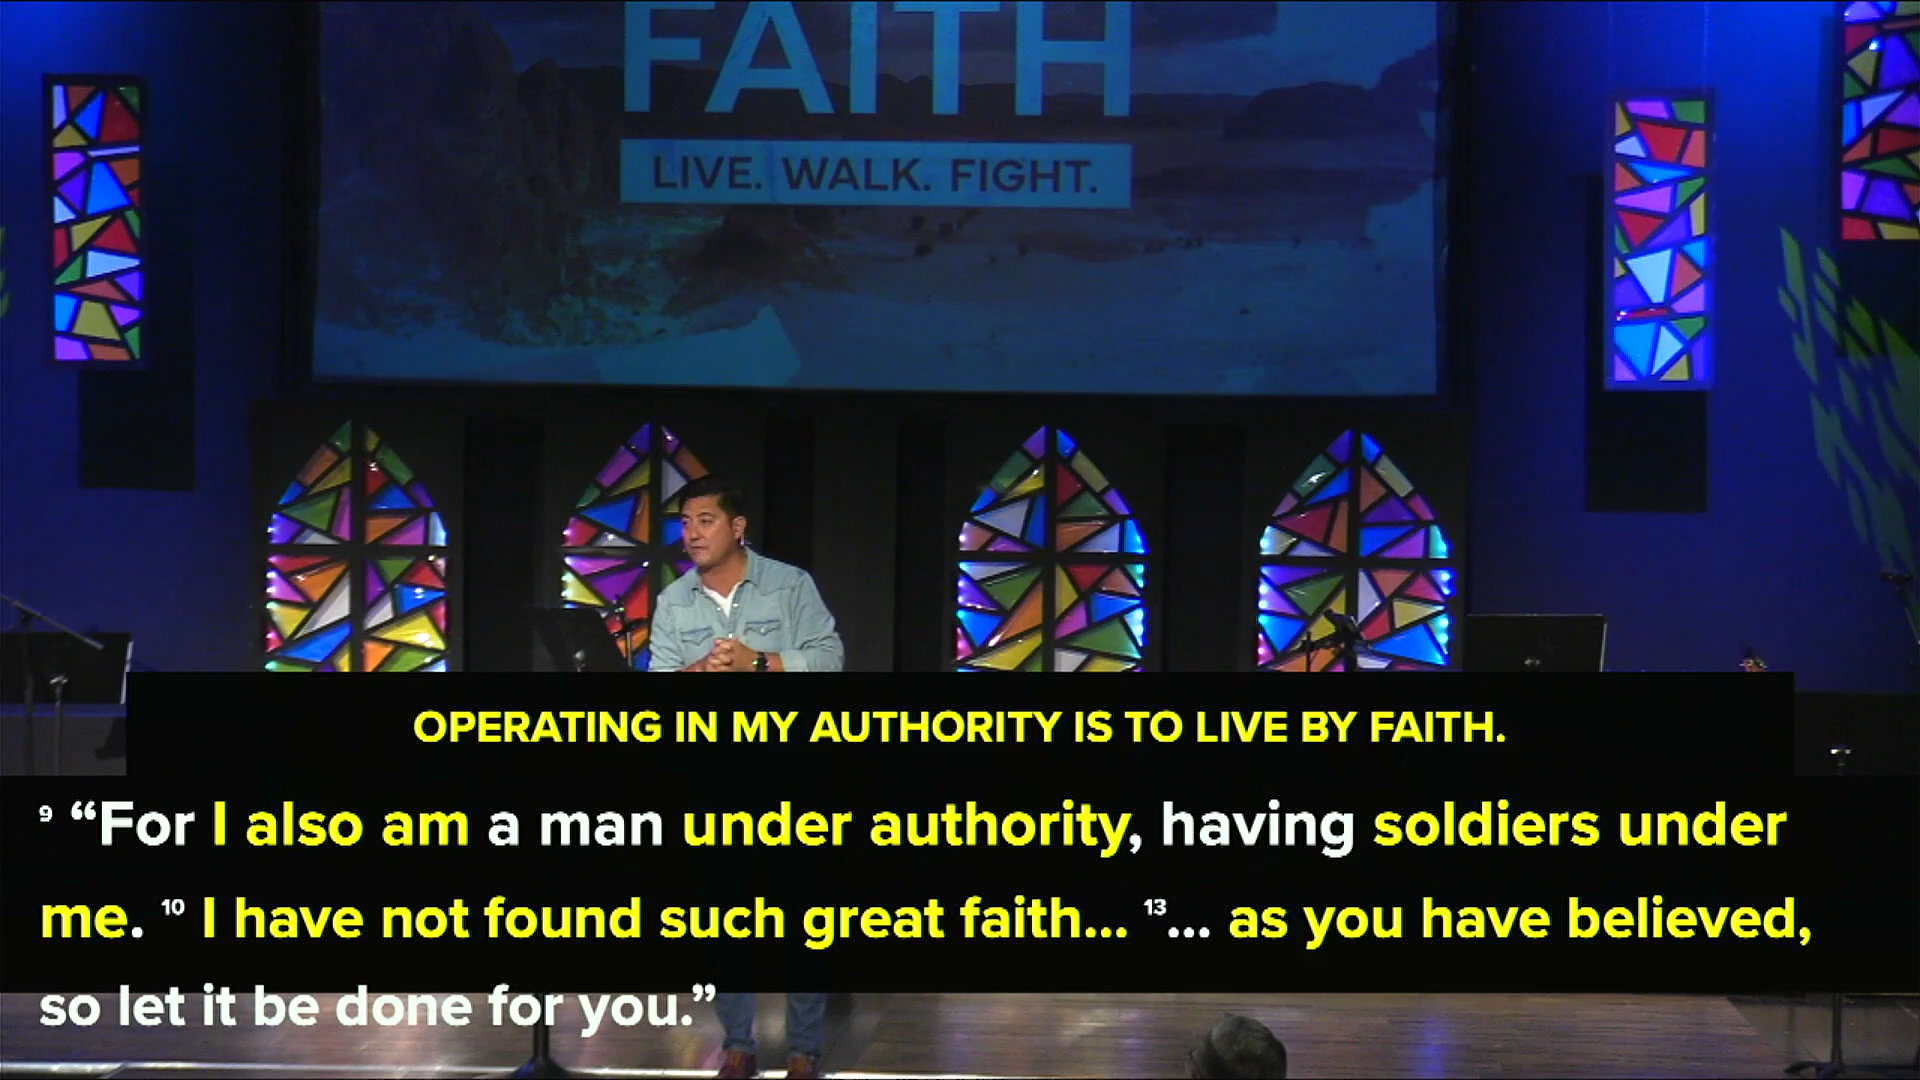 FAITH
LIVE. WALK. FIGHT.
OPERATING IN MY AUTHORITY IS TO LIVE BY FAITH.
9 “For I also am a man under authority, having soldiers under
me. 10 I have not found such great faith... 13... as you have believed,
so let it be done for you.”